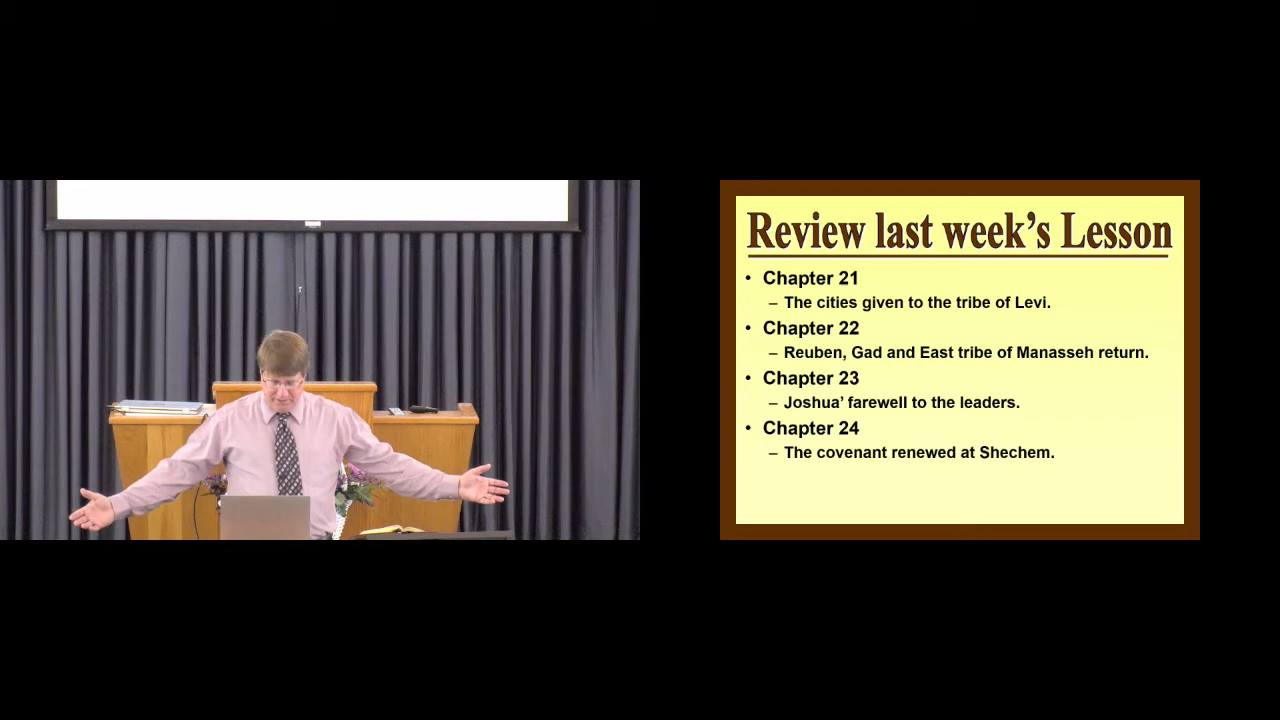 Review last week's Lesson
• Chapter 21
– The cities given to the tribe of Levi.
• Chapter 22
– Reuben, Gad and East tribe of Manasseh return.
• Chapter 23
– Joshua' farewell to the leaders.
• Chapter 24
– The covenant renewed at Shechem.